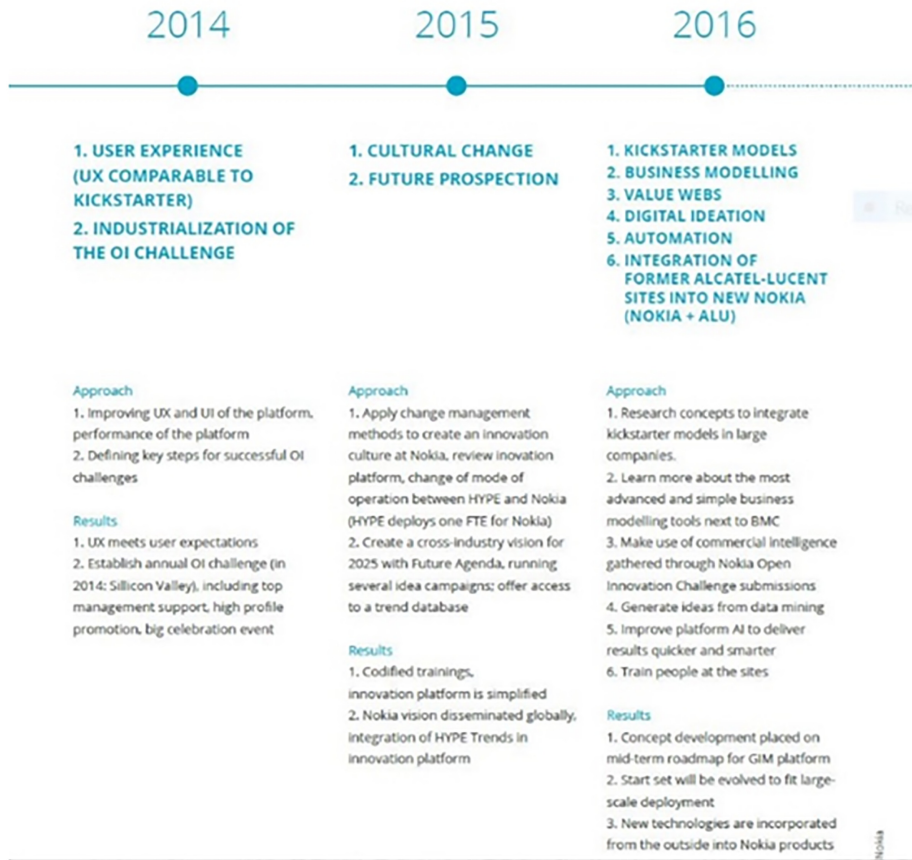 2014
2015
2016
1. USER EXPERIENCE
(UX COMPARABLE TO
KICKSTARTER)
2. INDUSTRIALIZATION OF
THE OI CHALLENGE
1. CULTURAL CHANGE
2. FUTURE PROSPECTION
1. KICKSTARTER MODELS
2. BUSINESS MODELLING
3. VALUE WEBS
4. DIGITAL IDEATION
5. AUTOMATION
6. INTEGRATION OF
FORMER ALCATEL-LUCENT
SITES INTO NEW NOKIA
(NOKIA + ALU)
Approach
1. Improving UX and UI of the platform,
performance of the platform
2. Defining key steps for successful OI
challenges
Results
1. UX meets user expectations
2. Establish annual OI challenge (in
2014: Sillicon Valley), including top
management support, high profile
promotion, big celebration event
Approach
1. Apply change management
methods to create an innovation
culture at Nokia, review inovation
platform, change of mode of
operation between HYPE and Nokia
(HYPE deploys one FTE for Nokia)
2. Create a cross-industry vision for
2025 with Future Agenda, running
several idea campaigns; offer access
to a trend database
Results
1. Codified trainings,
innovation platform is simplified
2. Nokia vision disseminated globally,
integration of HYPE Trends in
innovation platform
Approach
1. Research concepts to integrate
kickstarter models in large
companies.
2. Learn more about the most
advanced and simple business
modelling tools next to BMC
3. Make use of commercial intelligence
gathered through Nokia Open
Innovation Challenge submissions
4. Generate ideas from data mining
5. Improve platform AI to deliver
results quicker and smarter
6. Train people at the sites
Results
1. Concept development placed on
mid-term roadmap for GIM platform
2. Start set will be evolved to fit large-
scale deployment
3. New technologies are incorporated
from the outside into Nokia products
Nokia